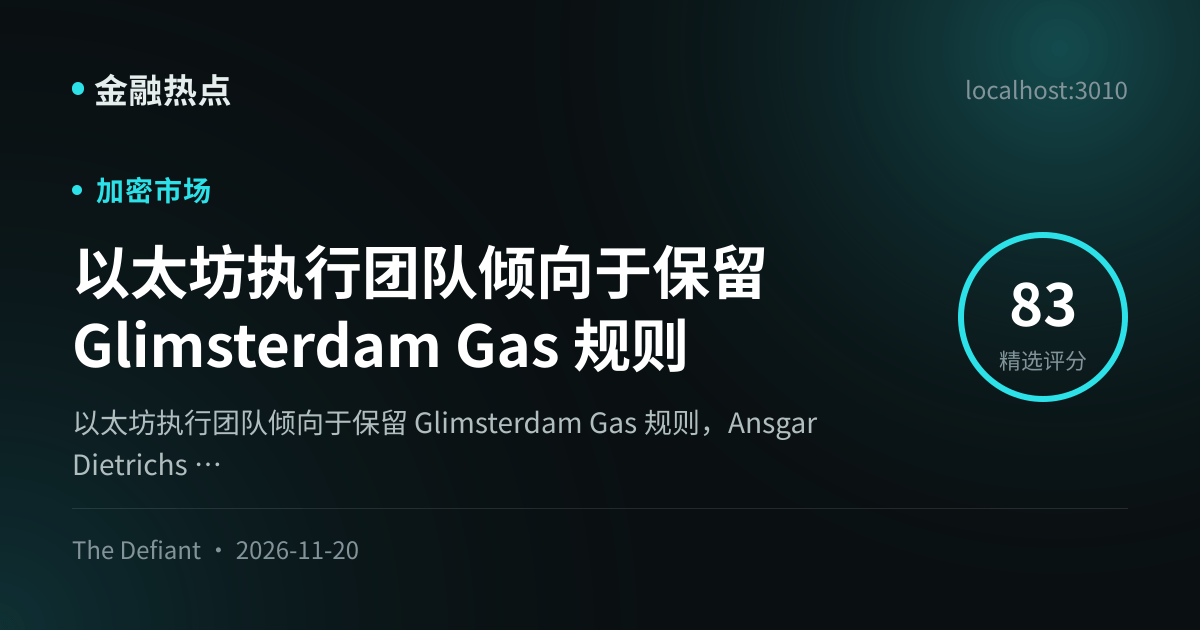 金融热点
localhost:3010
加密市场
以太坊执行团队倾向于保留
Glimsterdam Gas 规则
83
精选评分
以太坊执行团队倾向于保留 Glimsterdam Gas 规则，Ansgar
Dietrichs …
The Defiant · 2026-11-20